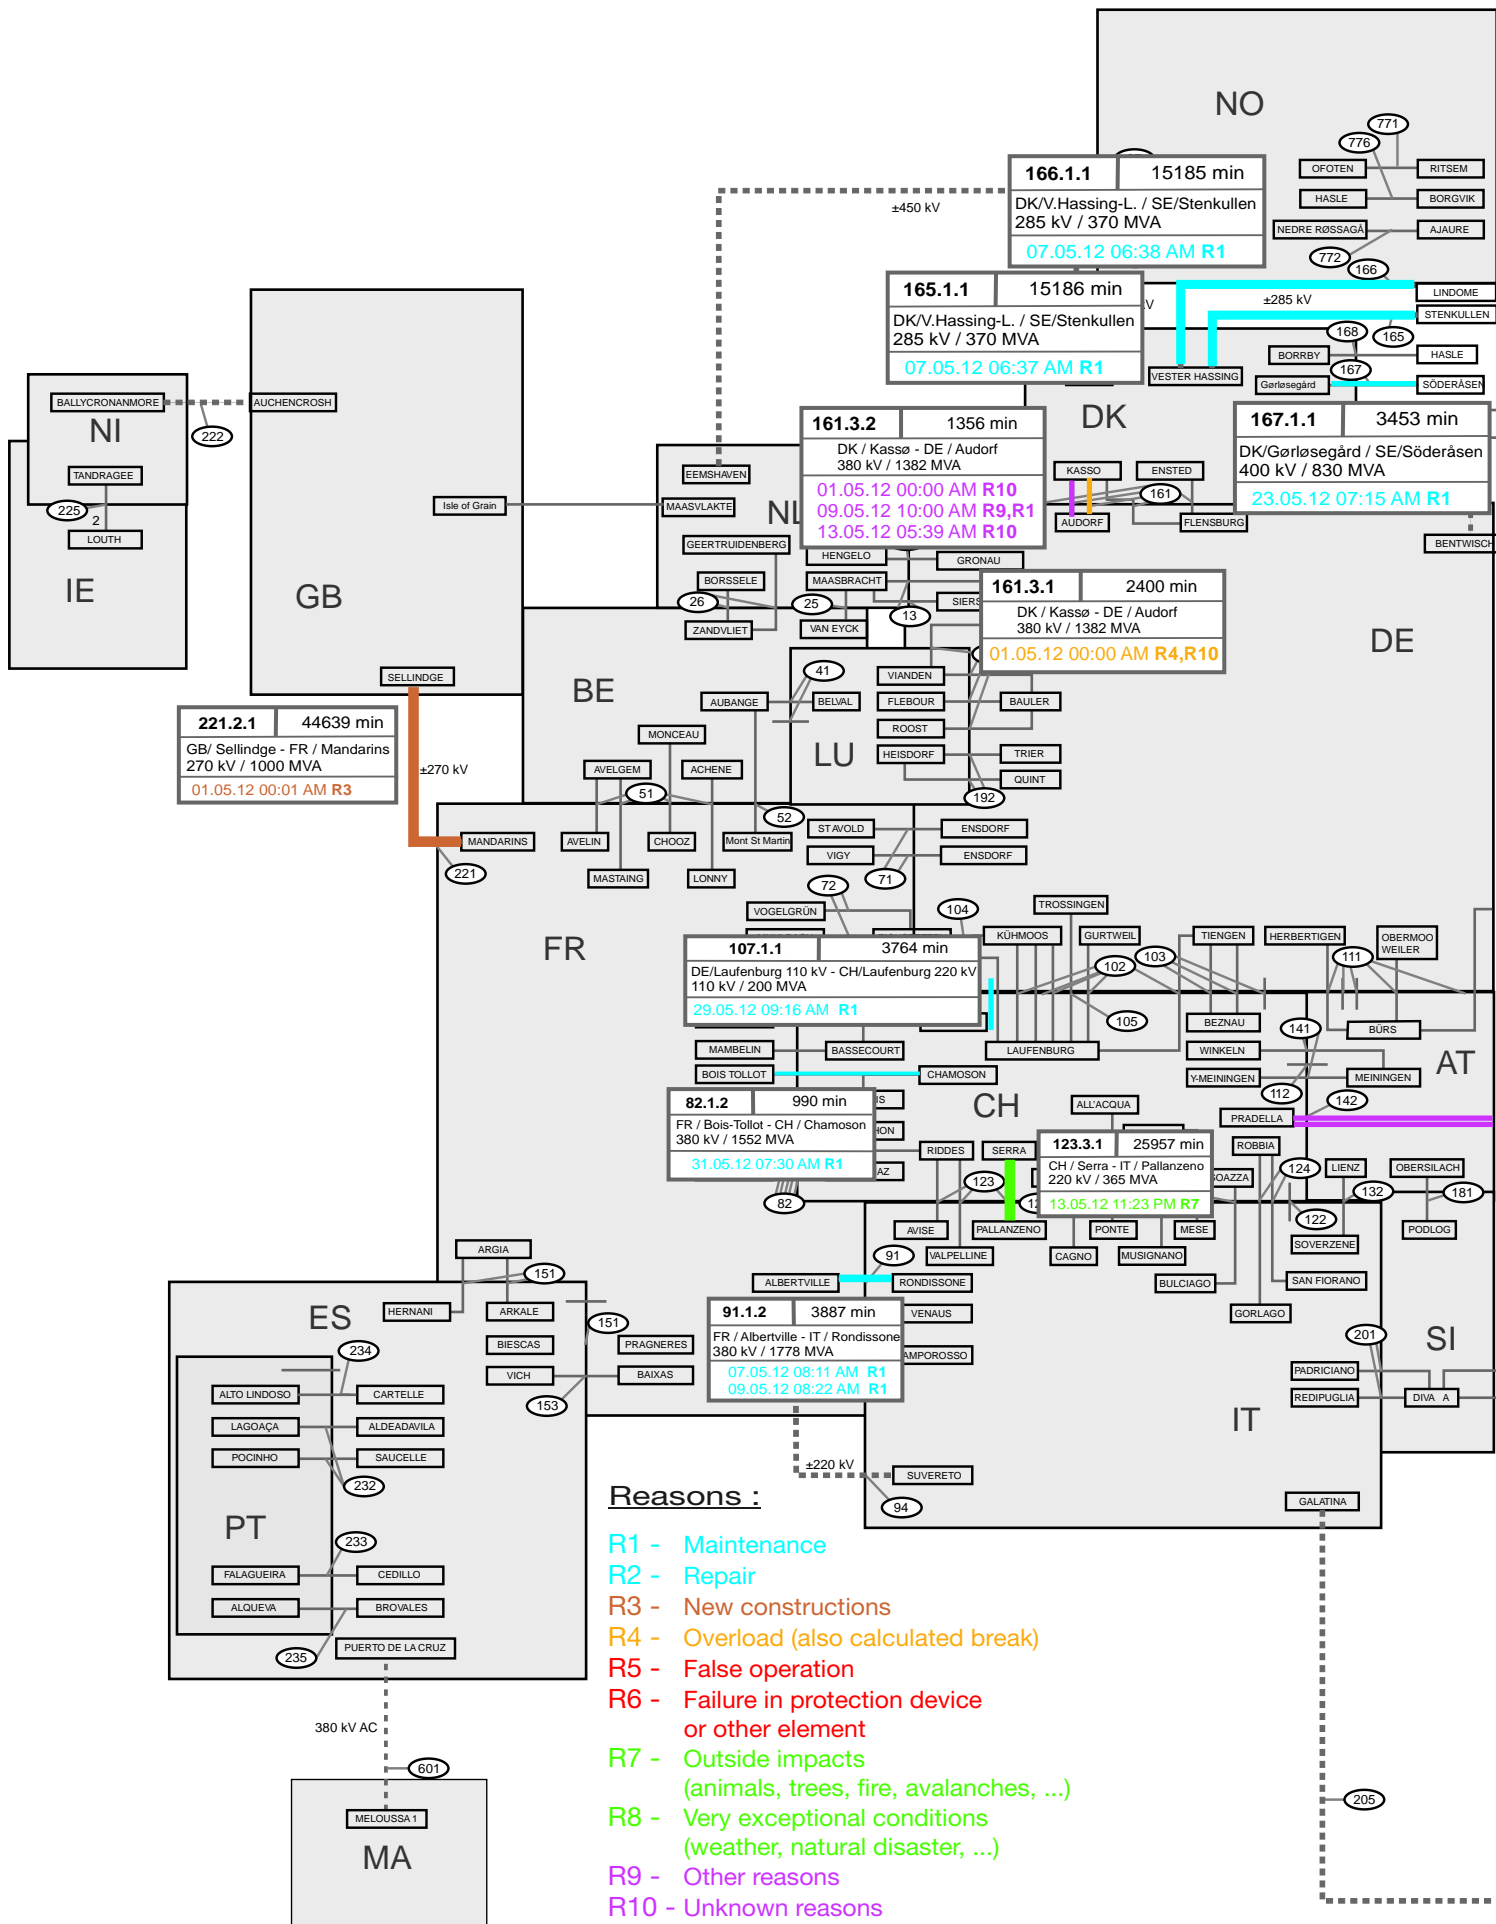 NO
771
776
OFOTEN
RITSEM
HASLE
BORGVIK
NEDRE RØSSAGÅ
AJAURE
772
166
±450 kV
166.1.1
15185 min
DK/V.Hassing-L. / SE/Stenkullen
285 kV / 370 MVA
07.05.12 06:38 AM R1
165.1.1
15186 min
DK/V.Hassing-L. / SE/Stenkullen
285 kV / 370 MVA
07.05.12 06:37 AM R1
±285 kV
LINDOME
STENKULLEN
168
165
BORRBY
HASLE
167
VESTER HASSING
Gørløsegård
SÖDERÅSEN
DK
167.1.1
3453 min
DK/Gørløsegård / SE/Söderåsen
400 kV / 830 MVA
23.05.12 07:15 AM R1
161.3.2
1356 min
DK / Kassø - DE / Audorf
380 kV / 1382 MVA
01.05.12 00:00 AM R10
09.05.12 10:00 AM R9,R1
13.05.12 05:39 AM R10
KASSO
ENSTED
161
AUDORF
FLENSBURG
BENTWISCH
BALLYCRONANMORE
AUCHENCROSH
NI
222
TANDRAGEE
225
2
LOUTH
IE
GB
Isle of Grain
EEMSHAVEN
MAASVLAKTE
NL
GEERTRUIDENBERG
HENGELO
GRONAU
BORSSELE
MAASBRACHT
26
25
13
ZANDVLIET
VAN EYCK
161.3.1
2400 min
DK / Kassø - DE / Audorf
380 kV / 1382 MVA
01.05.12 00:00 AM R4,R10
DE
SELLINDGE
BE
41
VIANDEN
AUBANGE
BELVAL
FLEBOUR
BAULER
ROOST
MONCEAU
LU
HEISDORF
TRIER
QUINT
AVELGEM
ACHENE
51
192
221.2.1
44639 min
GB/ Sellindge - FR / Mandarins
270 kV / 1000 MVA
01.05.12 00:01 AM R3
±270 kV
52
MANDARINS
AVELIN
CHOOZ
Mont St Martin
ST AVOLD
ENSDORF
VIGY
ENSDORF
221
MASTAING
LONNY
72
71
VOGELGRÜN
104
TROSSINGEN
FR
KÜHMOOS
GURTWEIL
TIENGEN
HERBERTIGEN
OBERMOO
WEILER
102
103
111
107.1.1
3764 min
DE/Laufenburg 110 kV - CH/Laufenburg 220 kV
110 kV / 200 MVA
29.05.12 09:16 AM R1
105
BEZNAU
141
BÜRS
MAMBELIN
BASSECOURT
LAUFENBURG
WINKELN
AT
BOIS TOLLOT
CHAMOSON
Y-MEININGEN
MEININGEN
112
142
CH
ALL'ACQUA
PRADELLA
82.1.2
990 min
FR / Bois-Tollot - CH / Chamoson
380 kV / 1552 MVA
31.05.12 07:30 AM R1
RIDDES
SERRA
ROBBIA
123.3.1
25957 min
CH / Serra - IT / Pallanzeno
220 kV / 365 MVA
13.05.12 11:23 PM R7
124
LIENZ
OBERSILACH
123
132
181
82
122
AVISE
PALLANZENO
PONTE
MESE
SOVERZENE
PODLOG
VALPELLINE
CAGNO
MUSIGNANO
ARGIA
91
151
ALBERTVILLE
RONDISSONE
BULCIAGO
SAN FIORANO
ES
HERNANI
ARKALE
GORLAGO
151
91.1.2
3887 min
FR / Albertville - IT / Rondissone
380 kV / 1778 MVA
07.05.12 08:11 AM R1
09.05.12 08:22 AM R1
VENAUS
201
SI
BIESCAS
PRAGNERES
234
VICH
BAIXAS
PADRICIANO
ALTO LINDOSO
CARTELLE
REDIPUGLIA
DIVA A
153
IT
LAGOAÇA
ALDEADAVILA
POCINHO
SAUCELLE
232
±220 kV
SUVERETO
94
GALATINA
PT
233
FALAGUEIRA
CEDILLO
ALQUEVA
BROVALES
235
PUERTO DE LA CRUZ
380 kV AC
601
MELOUSSA 1
MA
205
Reasons :
R1 - Maintenance
R2 - Repair
R3 - New constructions
R4 - Overload (also calculated break)
R5 - False operation
R6 - Failure in protection device
or other element
R7 - Outside impacts
(animals, trees, fire, avalanches, ...)
R8 - Very exceptional conditions
(weather, natural disaster, ...)
R9 - Other reasons
R10 - Unknown reasons